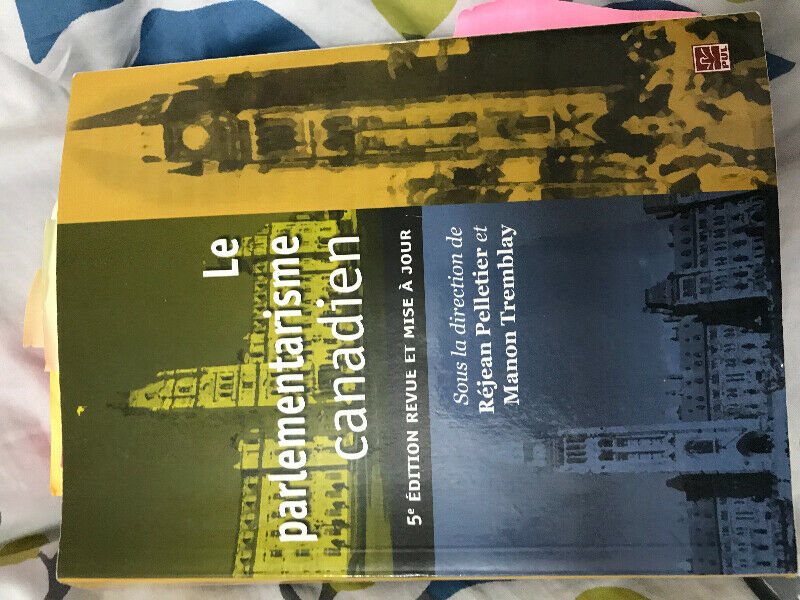 Le
parlementarisme
canadien
5e ÉDITION REVUE ET MISE À JOUR
Sous la direction de
Réjean Pelletier et
Manon Tremblay
PUL